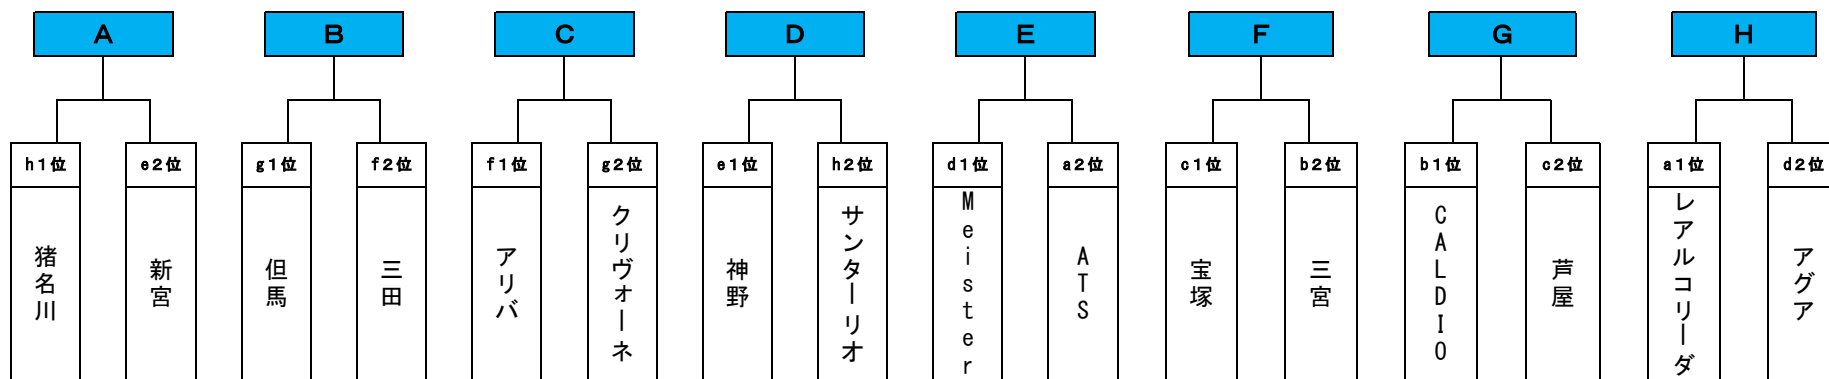 A B C D E F G H
h1位 e2位 g1位 f2位 f1位 g2位 e1位 h2位 d1位 a2位 c1位 b2位 b1位 c2位 a1位 d2位
猪名川
新宮
但馬
三田
アリバ
クリヴォーネ
神野
サンターリオ
Meister
ATS
宝塚
三宮
CALDIO
芦屋
レアルコリーダ
アグア